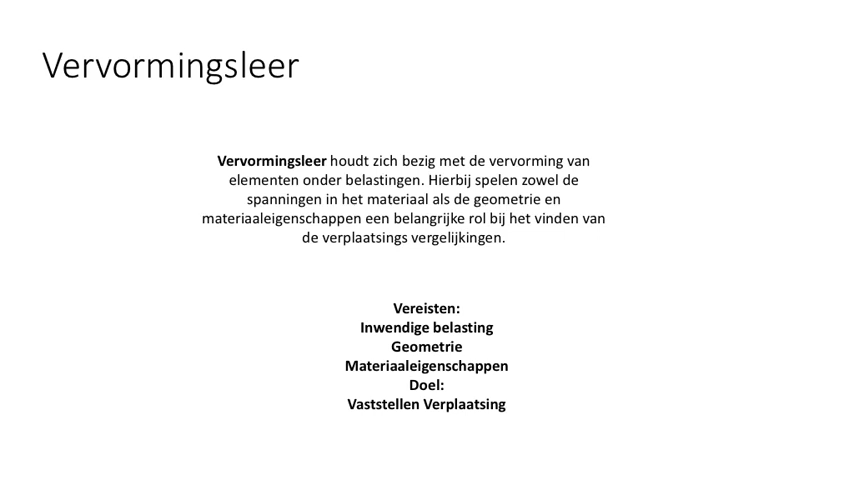 Vervormingsleer
Vervormingsleer houdt zich bezig met de vervorming van
elementen onder belastingen. Hierbij spelen zowel de
spanningen in het materiaal als de geometrie en
materiaaleigenschappen een belangrijke rol bij het vinden van
de verplaatsings vergelijkingen.
Vereisten:
Inwendige belasting
Geometrie
Materiaaleigenschappen
Doel:
Vaststellen Verplaatsing